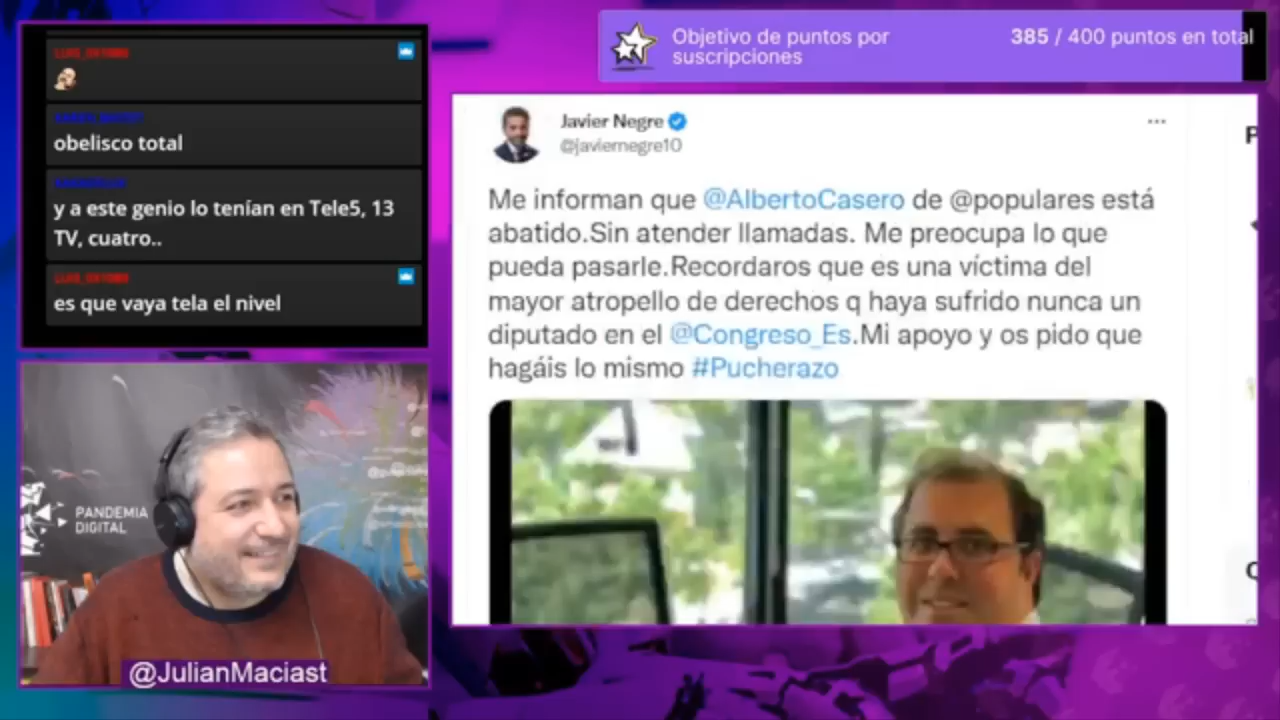 LUIS_OXTOBU
obelisco total
y a este genio lo tenían en Tele5, 13
TV, cuatro..
es que vaya tela el nivel
Objetivo de puntos por
suscripciones
385 / 400 puntos en total
Javier Negre
@javiernegre10
Me informan que @AlbertoCasero de @populares está
abatido.Sin atender llamadas. Me preocupa lo que
pueda pasarle.Recordaros que es una víctima del
mayor atropello de derechos q haya sufrido nunca un
diputado en el @Congreso_Es.Mi apoyo y os pido que
hagáis lo mismo #Pucherazo
PANDEMIA
DIGITAL
@JulianMaciast